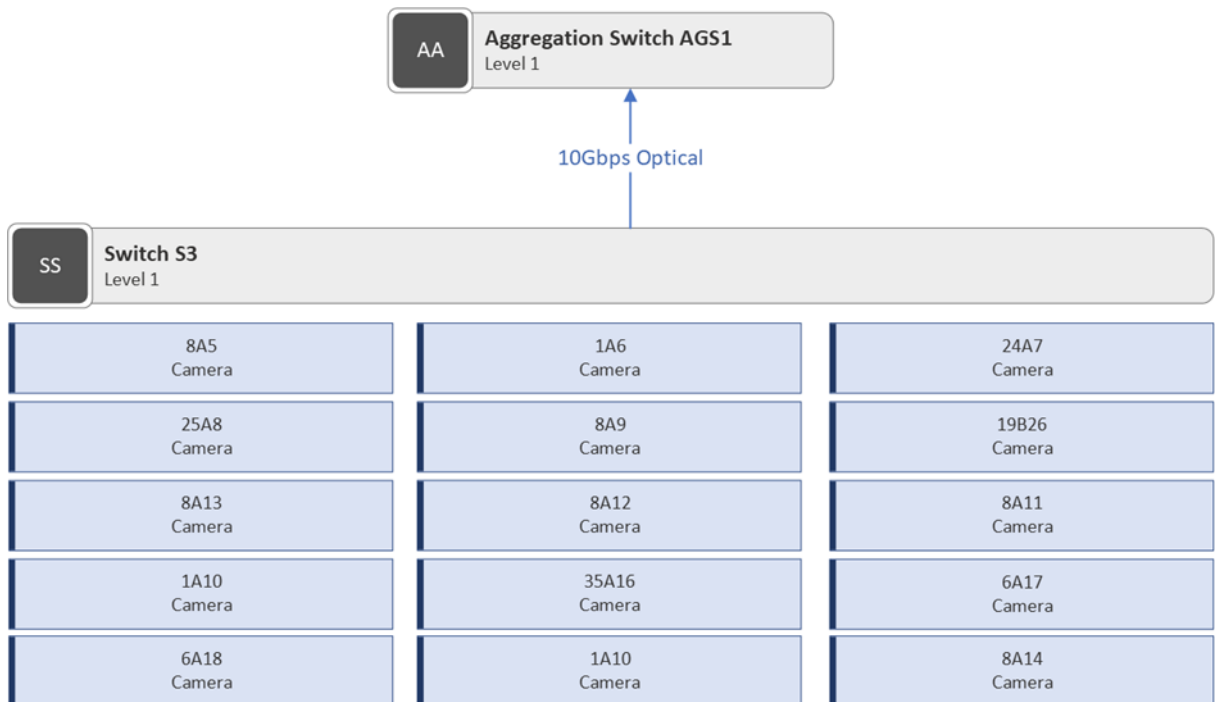 AA
Aggregation Switch AGS1
Level 1
10Gbps Optical
SS
Switch S3
Level 1
8A5
Camera
1A6
Camera
24A7
Camera
25A8
Camera
8A9
Camera
19B26
Camera
8A13
Camera
8A12
Camera
8A11
Camera
1A10
Camera
35A16
Camera
6A17
Camera
6A18
Camera
1A10
Camera
8A14
Camera